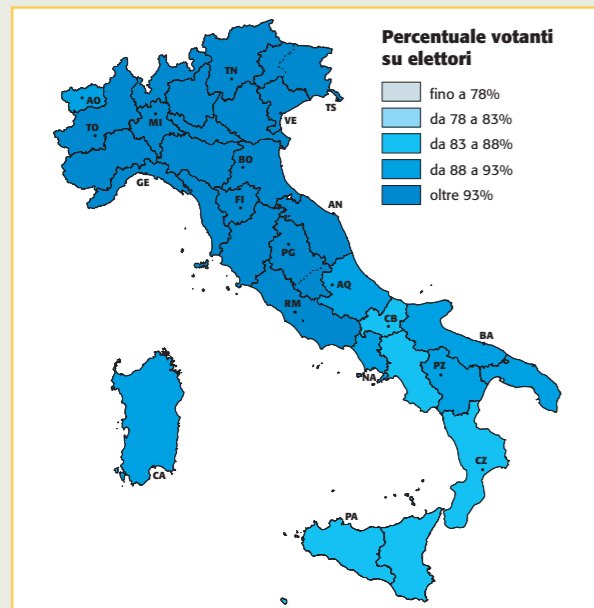 Percentuale votanti
su elettori
fino a 78%
da 78 a 83%
da 83 a 88%
da 88 a 93%
oltre 93%
TN
AO
MI
TO
VE
TS
BO
GE
FI
AN
PG
AQ
RM
CB
BA
NA
PZ
CA
CZ
PA